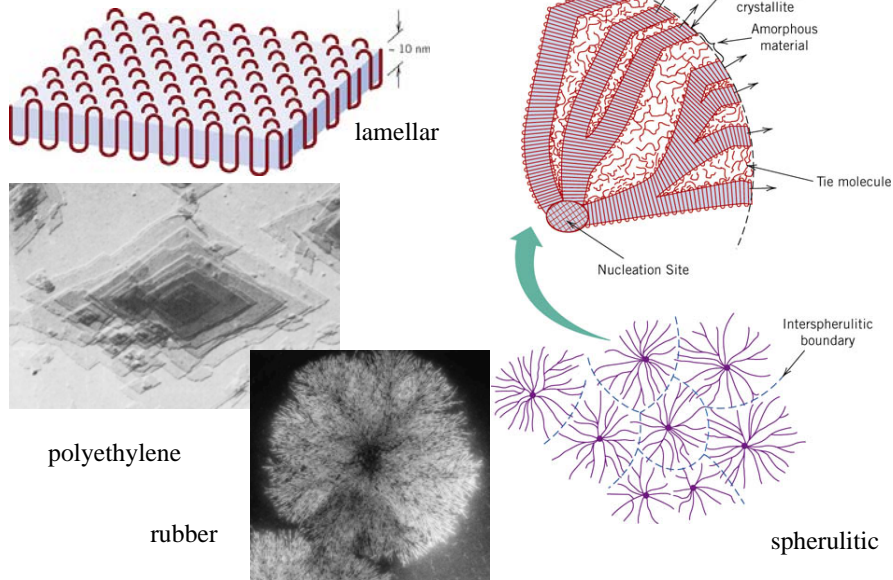 ~ 10 nm
lamellar
crystallite
Amorphous
material
Tie molecule
Nucleation Site
Interspherulitic
boundary
polyethylene
rubber
spherulitic